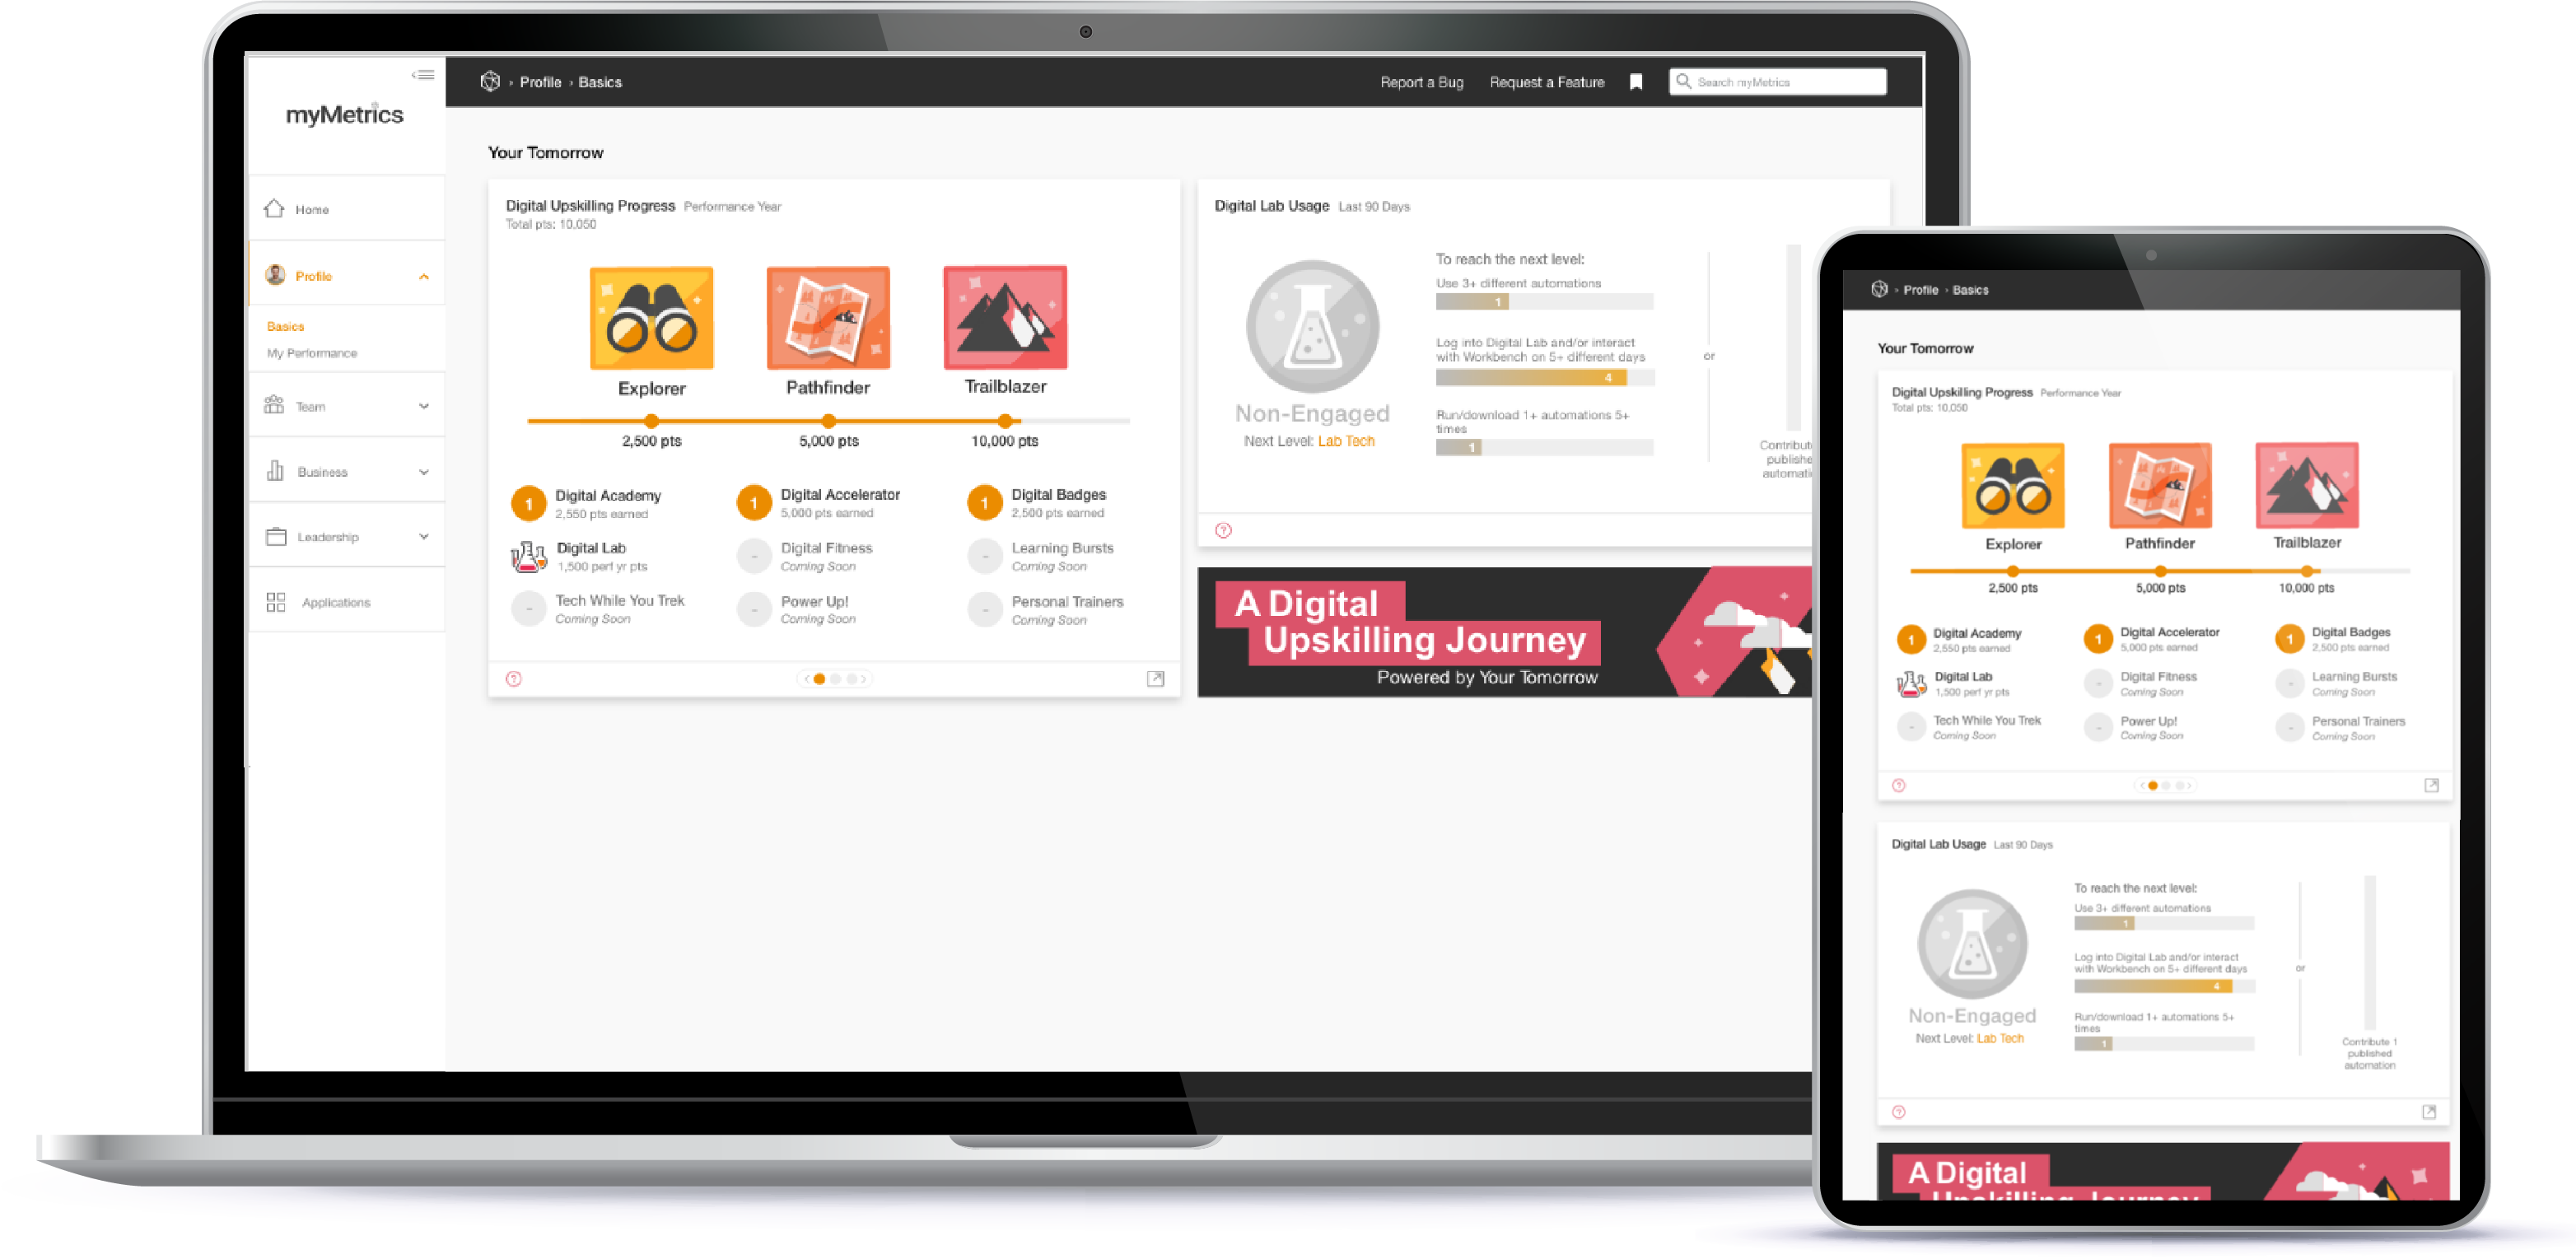 myMetrics
Home
Profile
Basics
My Performance
Team
Business
Leadership
Applications
› Profile › Basics
Report a Bug
Request a Feature
Search myMetrics
Your Tomorrow
Digital Upskilling Progress Performance Year
Total pts: 10,050
Explorer
Pathfinder
Trailblazer
2,500 pts
5,000 pts
10,000 pts
1 Digital Academy
2,550 pts earned
1 Digital Accelerator
5,000 pts earned
1 Digital Badges
2,500 pts earned
Digital Lab
1,500 perf yr pts
- Digital Fitness
Coming Soon
- Learning Bursts
Coming Soon
- Tech While You Trek
Coming Soon
- Power Up!
Coming Soon
- Personal Trainers
Coming Soon
?
Digital Lab Usage Last 90 Days
Non-Engaged
Next Level: Lab Tech
To reach the next level:
Use 3+ different automations
1
Log into Digital Lab and/or interact
with Workbench on 5+ different days
4
Run/download 1+ automations 5+
times
1
or
Contribut
publishe
automati
?
A Digital
Upskilling Journey
Powered by Your Tomorrow
› Profile › Basics
Your Tomorrow
Digital Upskilling Progress Performance Year
Total pts: 10,050
Explorer
Pathfinder
Trailblazer
2,500 pts
5,000 pts
10,000 pts
1 Digital Academy
2,550 pts earned
1 Digital Accelerator
5,000 pts earned
1 Digital Badges
2,500 pts earned
Digital Lab
1,500 perf yr pts
- Digital Fitness
Coming Soon
- Learning Bursts
Coming Soon
- Tech While You Trek
Coming Soon
- Power Up!
Coming Soon
- Personal Trainers
Coming Soon
?
Digital Lab Usage Last 90 Days
Non-Engaged
Next Level: Lab Tech
To reach the next level:
Use 3+ different automations
1
Log into Digital Lab and/or interact
with Workbench on 5+ different days
4
Run/download 1+ automations 5+
times
1
or
Contribute 1
published
automation
?
A Digital
Upskilling Journey